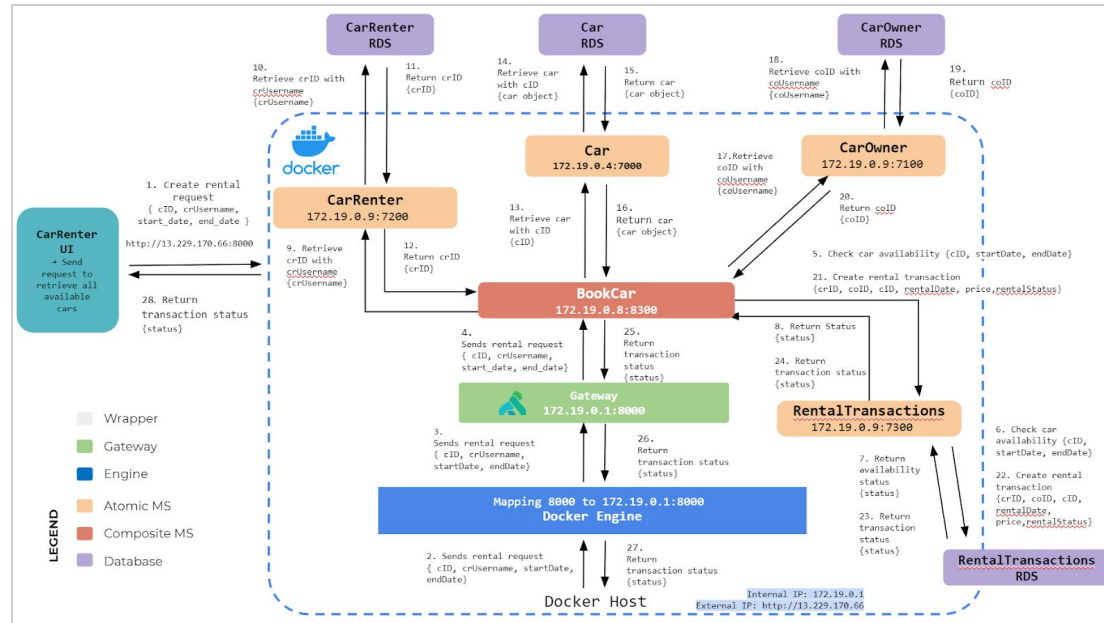 CarRenter
RDS
Car
RDS
CarOwner
RDS
10.
Retrieve crID with
crUsername
{crUsername}
11.
Return crID
{crID}
14.
Retrieve car
with cID
{car object}
15.
Return car
{car object}
18.
Retrieve coID with
coUsername
{coUsername}
19.
Return coID
{coID}
docker
Car
172.19.0.4:7000
CarOwner
172.19.0.9:7100
CarRenter
172.19.0.9:7200
1. Create rental
request
{ cID, crUsername,
start_date, end_date }
http://13.229.170.66:8000
CarRenter
UI
→ Send
request to
retrieve all
available
cars
28. Return
transaction status
{status}
9. Retrieve
crID with
crUsername
{crUsername}
12.
Return crID
{crID}
13.
Retrieve car
with cID
{cID}
16.
Return car
{car object}
17.Retrieve
coID with
coUsername
{coUsername}
20.
Return coID
{coID}
5. Check car availability {cID, startDate, endDate}
21. Create rental transaction
{crID, coID, cID, rentalDate, price,rentalStatus}
BookCar
172.19.0.8:8300
4.
Sends rental request
{ cID, crUsername,
start_date, end_date}
25.
Return
transaction
status
{status}
8. Return Status
{status}
24. Return
transaction status
{status}
Gateway
172.19.0.1:8000
RentalTransactions
172.19.0.9:7300
3.
Sends rental request
{ cID, crUsername,
startDate, endDate}
26.
Return
transaction status
{status}
7. Return
availability
status
{status}
23. Return
transaction
status
{status}
6. Check car
availability {cID,
startDate, endDate}
22. Create rental
transaction
{crID, coID, cID,
rentalDate,
price,rentalStatus}
Mapping 8000 to 172.19.0.1:8000
Docker Engine
2. Sends rental request
{ cID, crUsername, startDate,
endDate}
27.
Return
transaction status
{status}
RentalTransactions
RDS
Docker Host
Internal IP: 172.19.0.1
External IP: http://13.229.170.66
LEGEND
Wrapper
Gateway
Engine
Atomic MS
Composite MS
Database